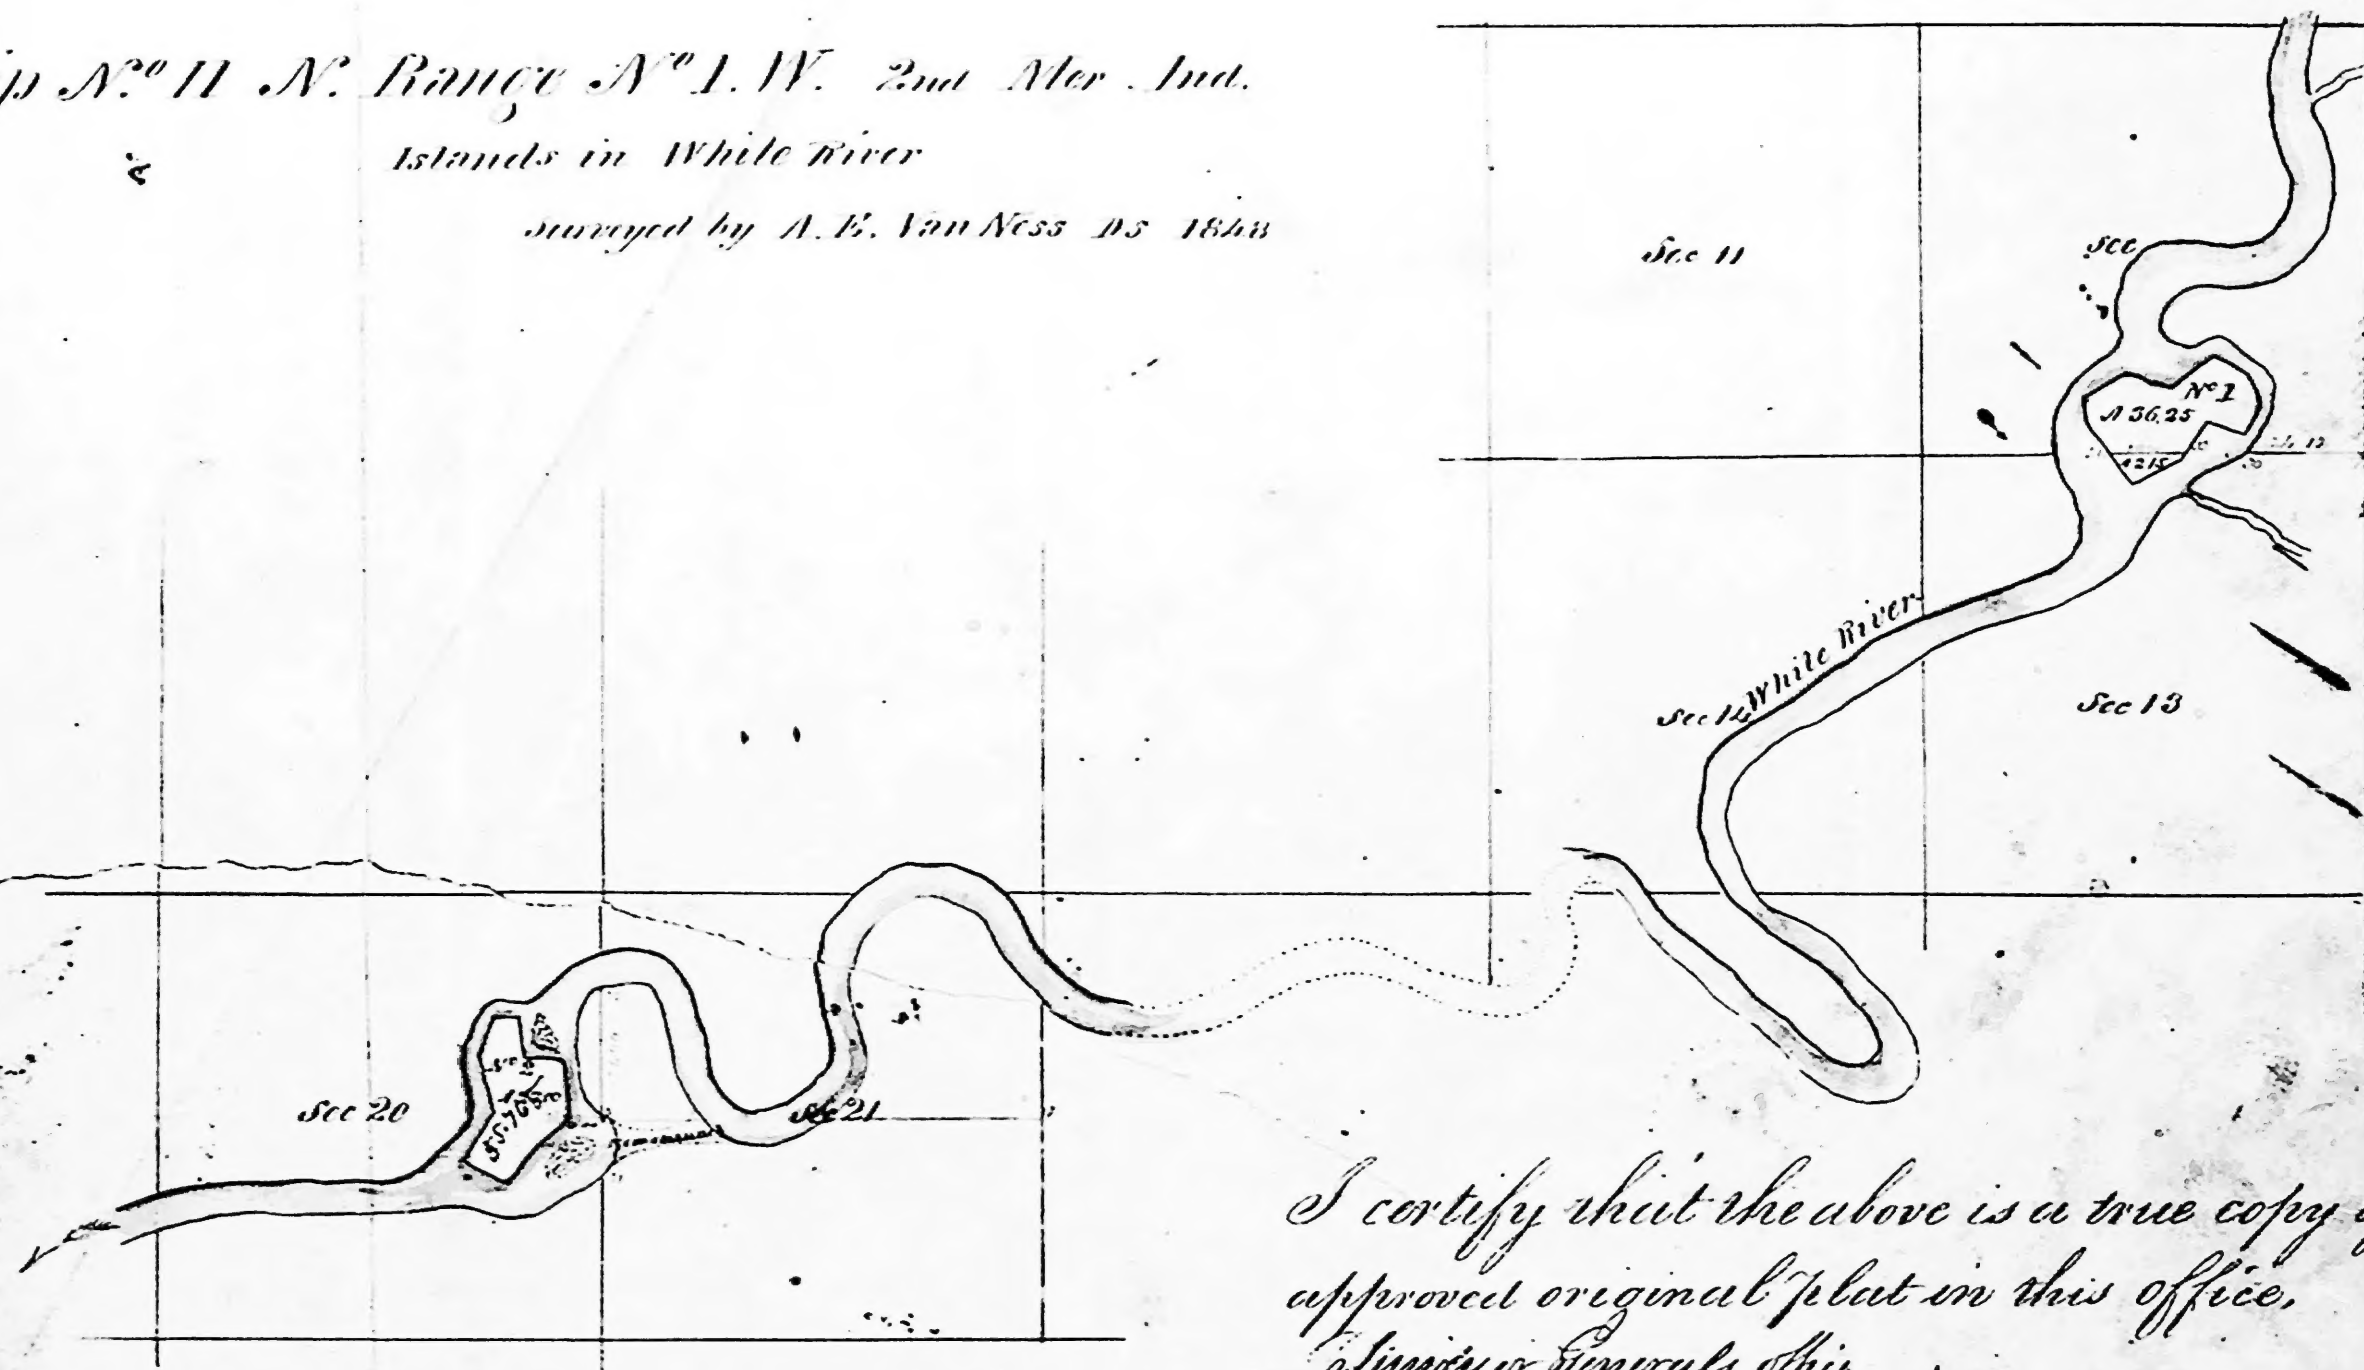 p N.º 11 N. Range Nº 1. W. 2nd Mer. Ind.
Islands in White River
Surveyed by A. E. Van Ness DS 1848
Sec 11
Sec
Nº 1
A 36.25
A 2.15
White River
Sec 14
Sec 13
Sec 20
Sec 21
I certify that the above is a true copy
approved original plat in this office.